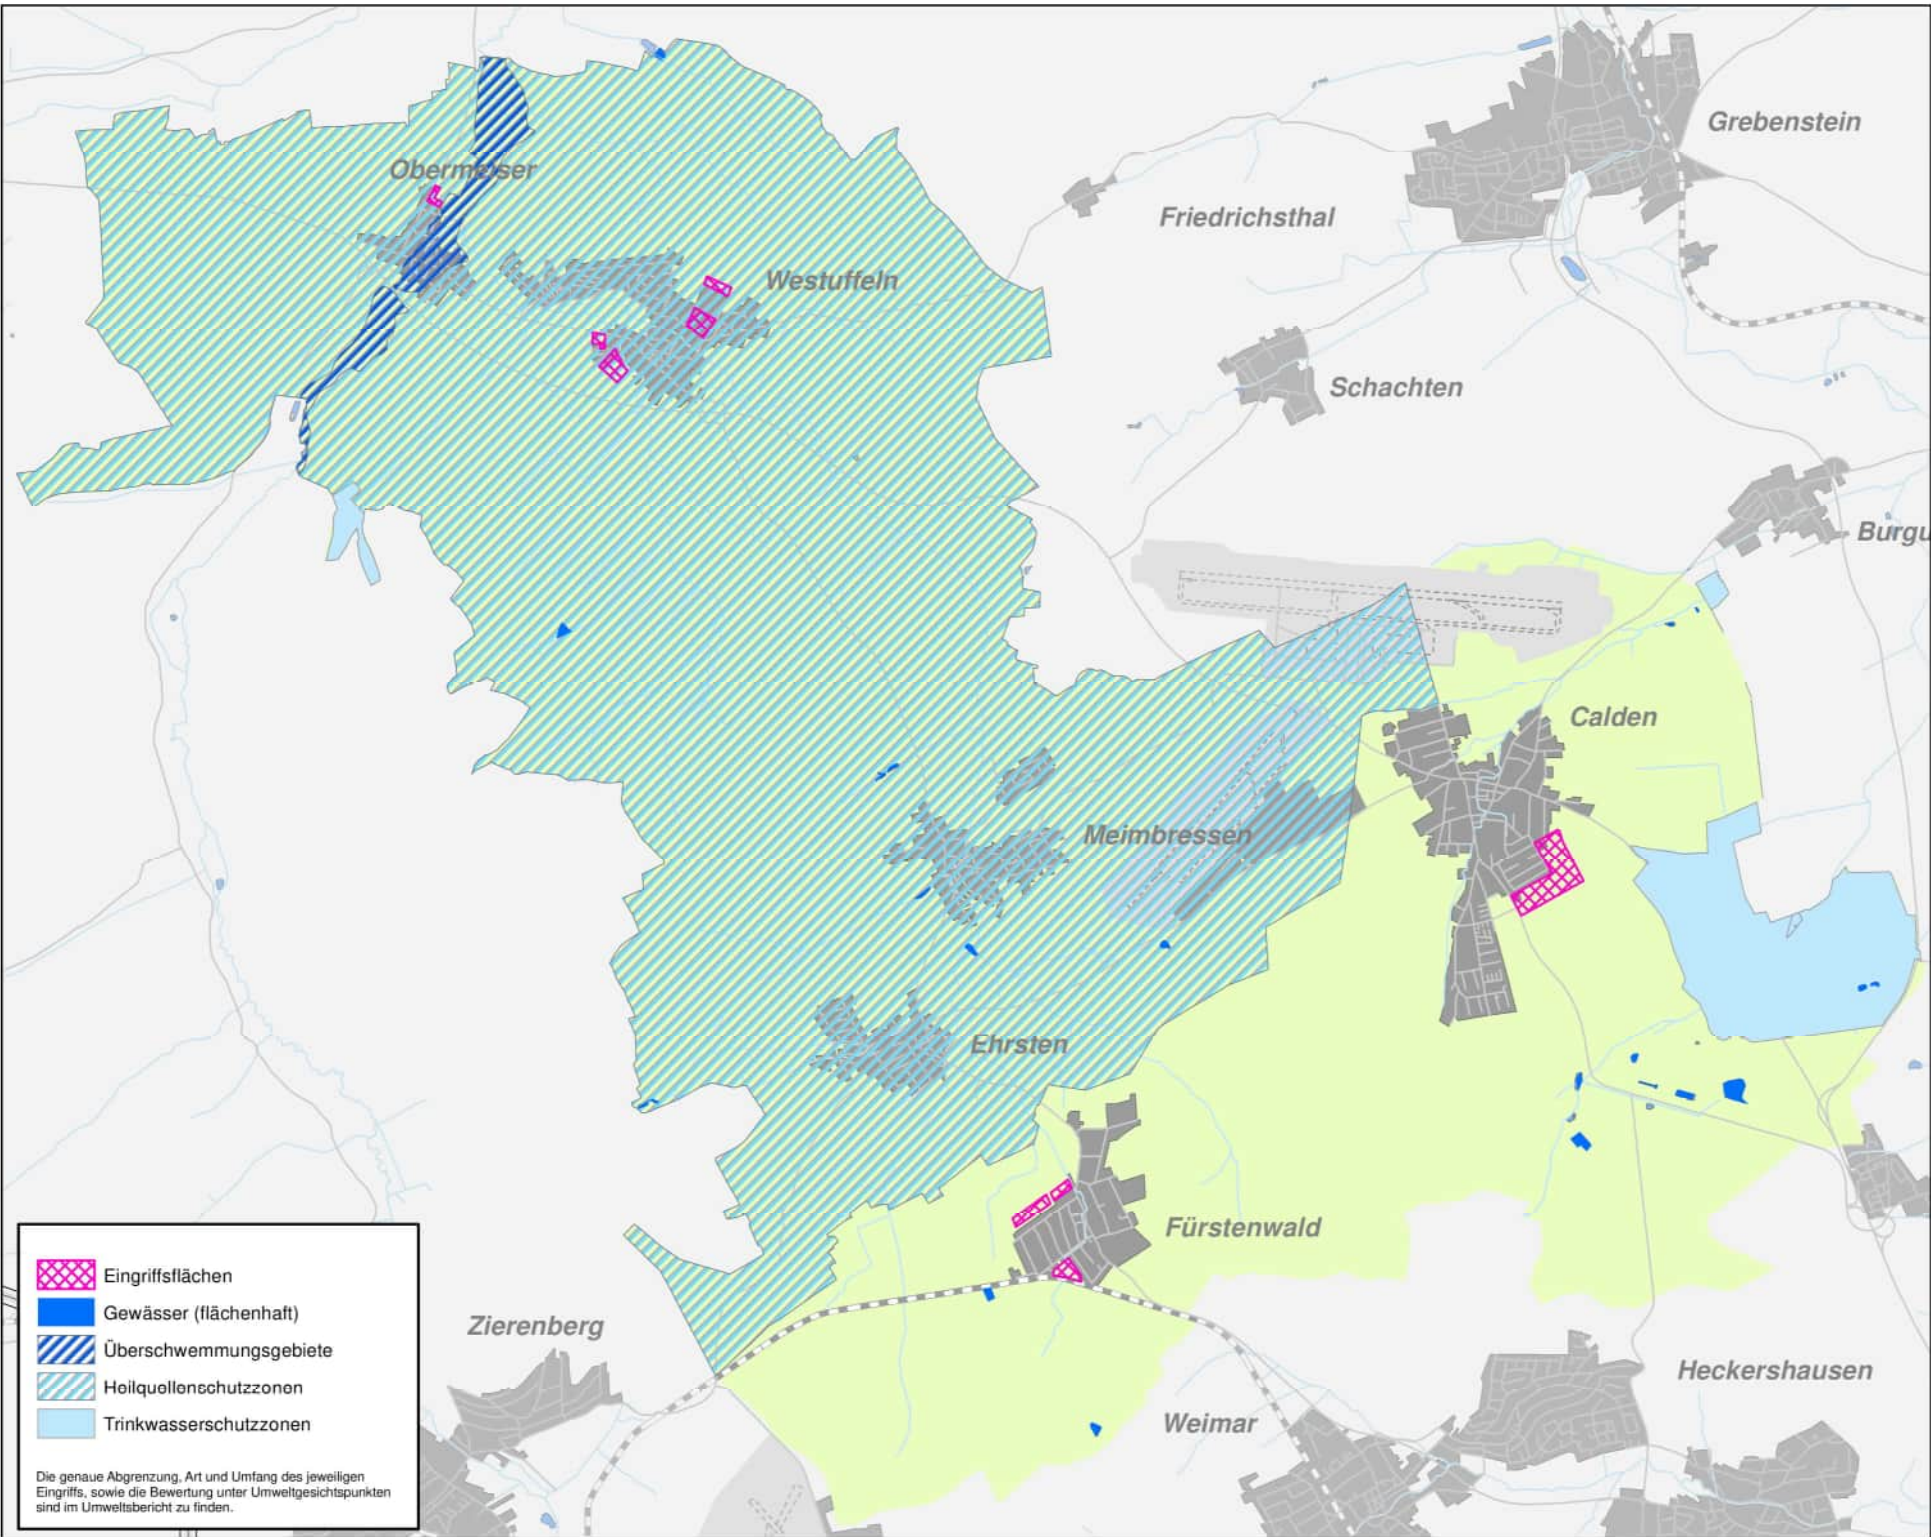 Grebenstein
Obermeiser
Friedrichsthal
Westuffeln
Schachten
Burgu
Calden
Meimbressen
Ehrsten
Fürstenwald
Zierenberg
Heckershausen
Weimar
Eingriffsflächen
Gewässer (flächenhaft)
Überschwemmungsgebiete
Heilquellenschutzzonen
Trinkwasserschutzzonen
Die genaue Abgrenzung, Art und Umfang des jeweiligen
Eingriffs, sowie die Bewertung unter Umweltgesichtspunkten
sind im Umweltsbericht zu finden.